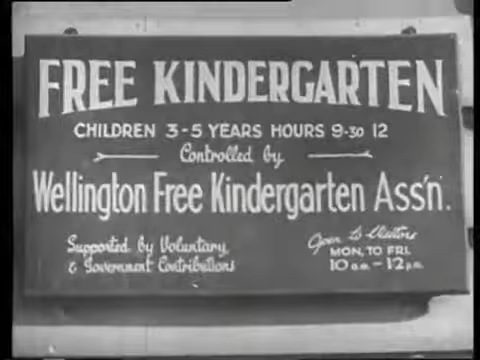 FREE KINDERGARTEN
CHILDREN 3-5 YEARS HOURS 9-30 12
Controlled by
Wellington Free Kindergarten Ass'n.
Supported by Voluntary
& Government Contributions
Open to Visitors
MON, TO FRI.
10 a.m. - 12 p.m.